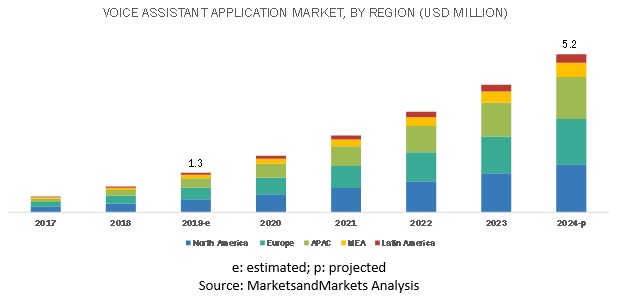 VOICE ASSISTANT APPLICATION MARKET, BY REGION (USD MILLION)
5.2
1.3
2017 2018 2019-e 2020 2021 2022 2023 2024-p
North America Europe APAC MEA Latin America
e: estimated; p: projected
Source: MarketsandMarkets Analysis